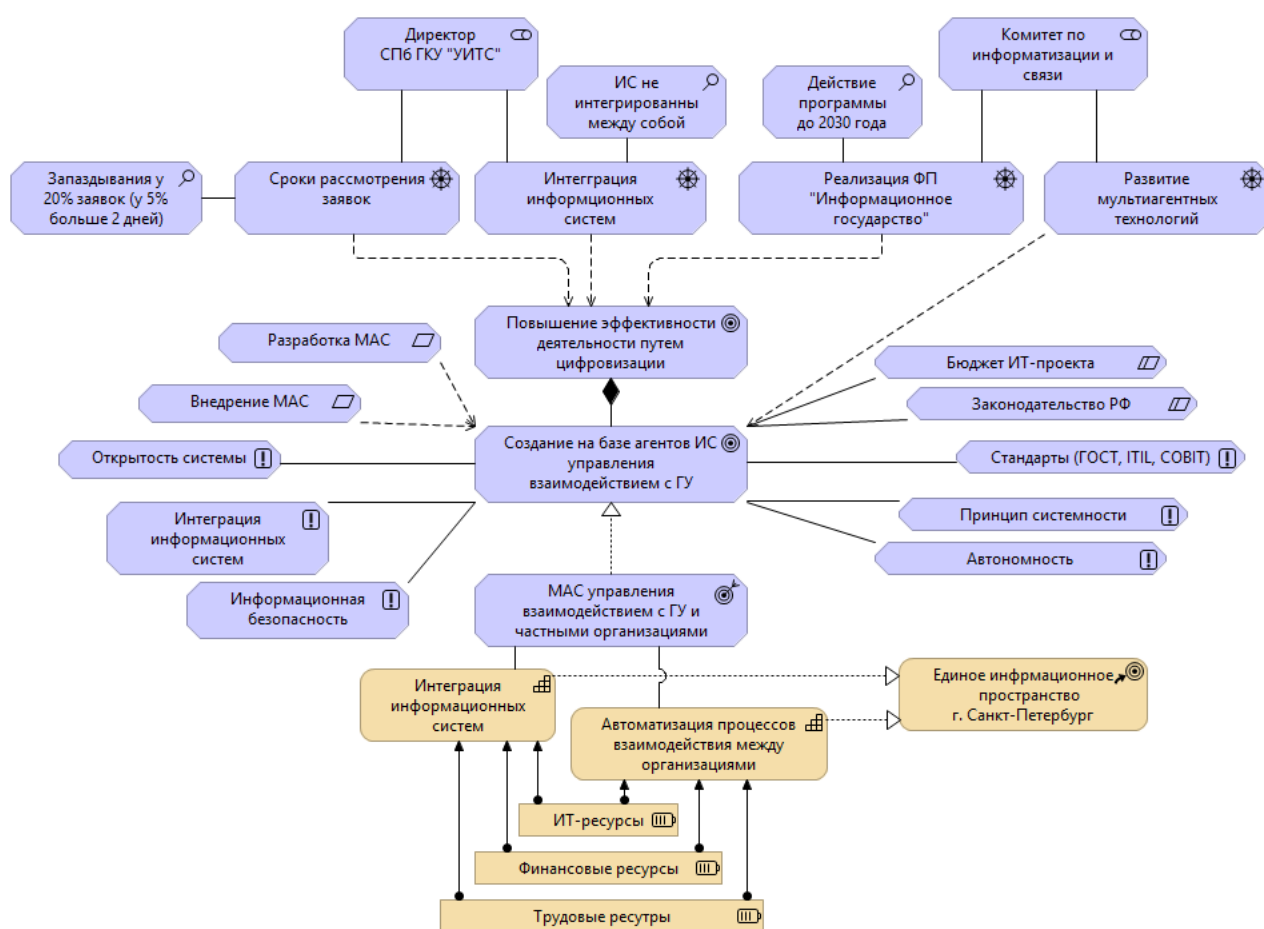 Директор
СПб ГКУ "УИТС"
Комитет по
информатизации и
связи
ИС не
интегрированны
между собой
Действие
программы
до 2030 года
Запаздывания у
20% заявок (у 5%
больше 2 дней)
Сроки рассмотрения
заявок
Интегграция
информционных
систем
Реализация ФП
"Информационное
государство"
Развитие
мультиагентных
технологий
Повышение эффективности
деятельности путем
цифровизации
Разработка МАС
Внедрение МАС
Открытость системы
Интеграция
информационных
систем
Информационная
безопасность
Создание на базе агентов ИС
управления
взаимодействием с ГУ
Бюджет ИТ-проекта
Законодательство РФ
Стандарты (ГОСТ, ITIL, COBIT)
Принцип системности
Автономность
МАС управления
взаимодействием с ГУ и
частными организациями
Интеграция
информационных
систем
Автоматизация процессов
взаимодействия между
организациями
Единое инфрмационное
пространство
г. Санкт-Петербург
ИТ-ресурсы
Финансовые ресурсы
Трудовые ресутры